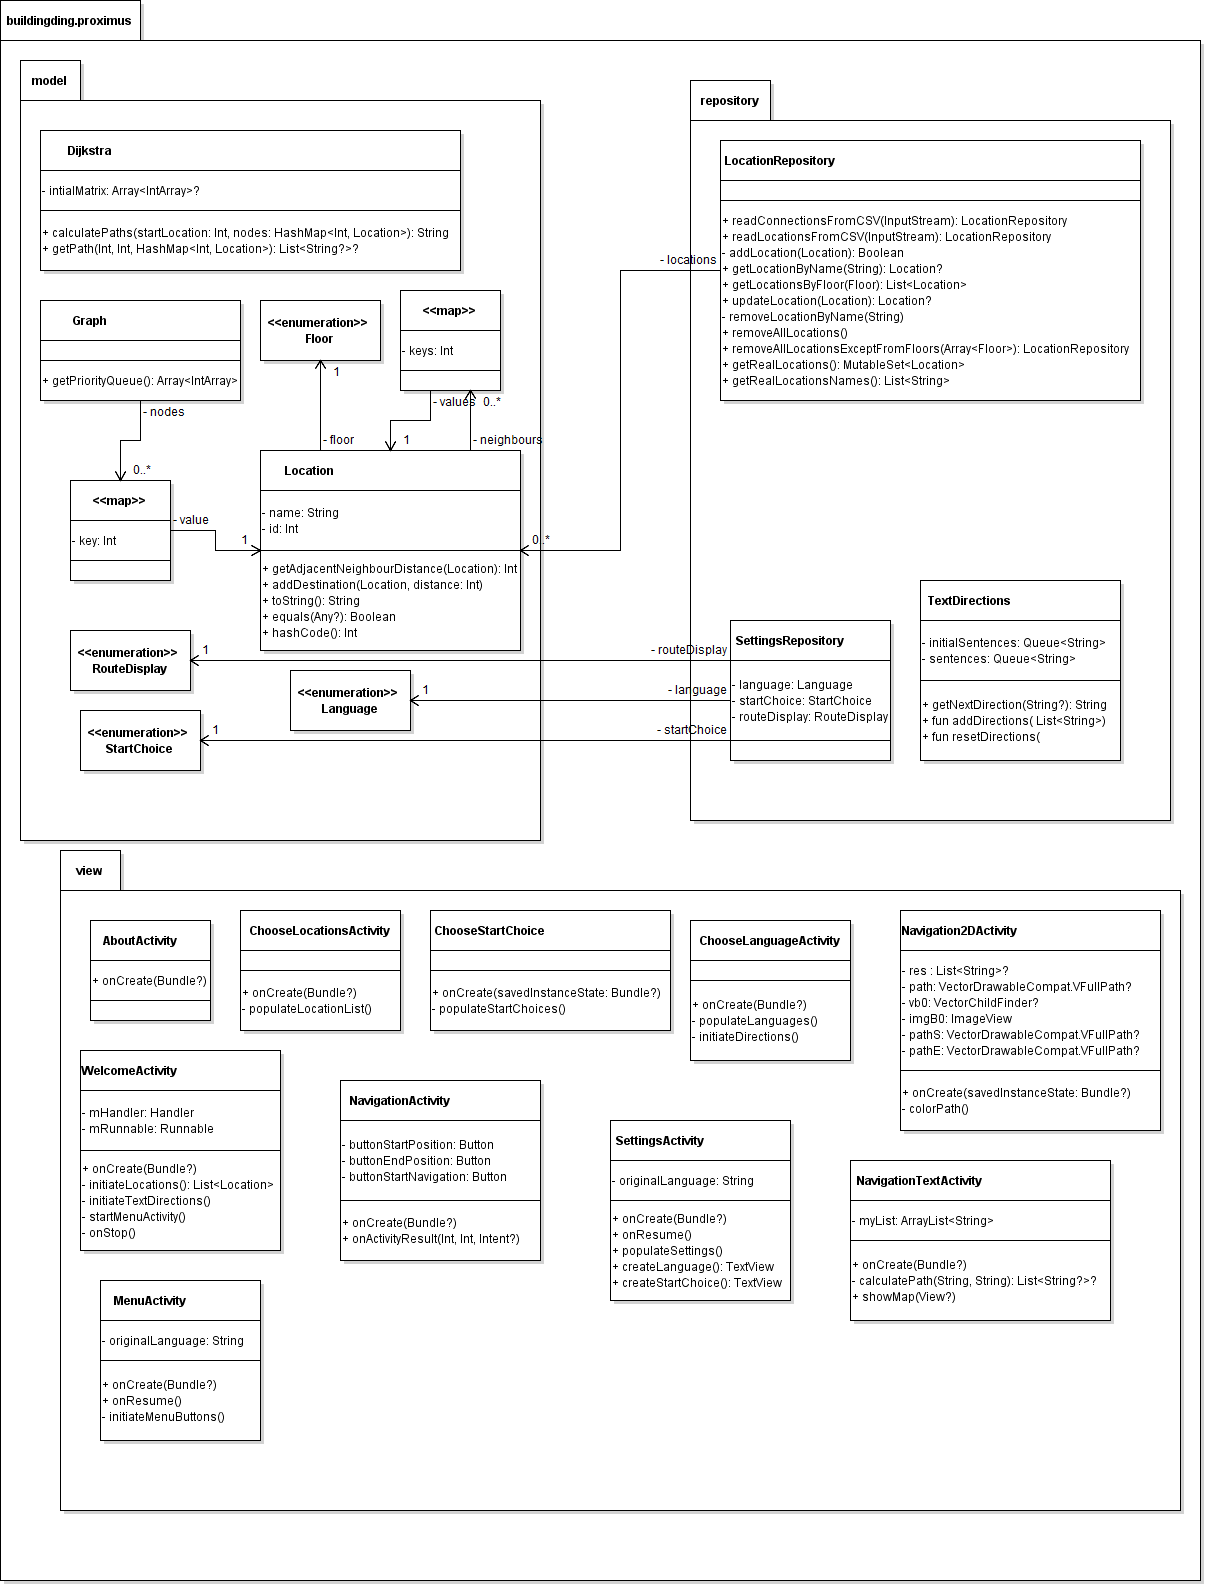 buildingding.proximus
model
Dijkstra
- intialMatrix: Array<IntArray>?
+ calculatePaths(startLocation: Int, nodes: HashMap<Int, Location>): String
+ getPath(Int, Int, HashMap<Int, Location>): List<String?>?
Graph
+ getPriorityQueue(): Array<IntArray>
- nodes
0..*
<<enumeration>>
Floor
1
- floor
<<map>>
- keys: Int
- values
0..*
1
- neighbours
<<map>>
- key: Int
- value
1
Location
- name: String
- id: Int
+ getAdjacentNeighbourDistance(Location): Int
+ addDestination(Location, distance: Int)
+ toString(): String
+ equals(Any?): Boolean
+ hashCode(): Int
0..*
<<enumeration>>
RouteDisplay
1
<<enumeration>>
Language
1
<<enumeration>>
StartChoice
1
repository
LocationRepository
+ readConnectionsFromCSV(InputStream): LocationRepository
+ readLocationsFromCSV(InputStream): LocationRepository
- addLocation(Location): Boolean
+ getLocationByName(String): Location?
+ getLocationsByFloor(Floor): List<Location>
+ updateLocation(Location): Location?
- removeLocationByName(String)
+ removeAllLocations()
+ removeAllLocationsExceptFromFloors(Array<Floor>): LocationRepository
+ getRealLocations(): MutableSet<Location>
+ getRealLocationsNames(): List<String>
- locations
- routeDisplay
- language
- startChoice
SettingsRepository
- language: Language
- startChoice: StartChoice
- routeDisplay: RouteDisplay
TextDirections
- initialSentences: Queue<String>
- sentences: Queue<String>
+ getNextDirection(String?): String
+ fun addDirections( List<String>)
+ fun resetDirections(
view
AboutActivity
+ onCreate(Bundle?)
ChooseLocationsActivity
+ onCreate(Bundle?)
- populateLocationList()
ChooseStartChoice
+ onCreate(savedInstanceState: Bundle?)
- populateStartChoices()
ChooseLanguageActivity
+ onCreate(Bundle?)
- populateLanguages()
- initiateDirections()
Navigation2DActivity
- res : List<String>?
- path: VectorDrawableCompat.VFullPath?
- vb0: VectorChildFinder?
- imgB0: ImageView
- pathS: VectorDrawableCompat.VFullPath?
- pathE: VectorDrawableCompat.VFullPath?
+ onCreate(savedInstanceState: Bundle?)
- colorPath()
WelcomeActivity
- mHandler: Handler
- mRunnable: Runnable
+ onCreate(Bundle?)
- initiateLocations(): List<Location>
- initiateTextDirections()
- startMenuActivity()
- onStop()
NavigationActivity
- buttonStartPosition: Button
- buttonEndPosition: Button
- buttonStartNavigation: Button
+ onCreate(Bundle?)
+ onActivityResult(Int, Int, Intent?)
SettingsActivity
- originalLanguage: String
+ onCreate(Bundle?)
+ onResume()
+ populateSettings()
+ createLanguage(): TextView
+ createStartChoice(): TextView
NavigationTextActivity
- myList: ArrayList<String>
+ onCreate(Bundle?)
- calculatePath(String, String): List<String?>?
+ showMap(View?)
MenuActivity
- originalLanguage: String
+ onCreate(Bundle?)
+ onResume()
- initiateMenuButtons()